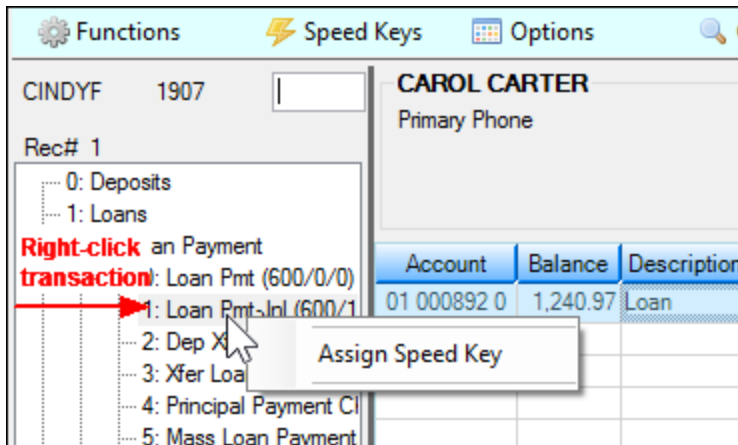 Functions Speed Keys Options
CINDYF 1907
Rec# 1
0: Deposits
1: Loans
Right-click an Payment
transaction ): Loan Pmt (600/0/0)
1: Loan Pmt-Jnl (600/1
2: Dep X
3: Xfer Loa
4: Principal Payment Cl
5: Mass Loan Payment
CAROL CARTER
Primary Phone
Account Balance Description
01 000892 0 1,240.97 Loan
Assign Speed Key